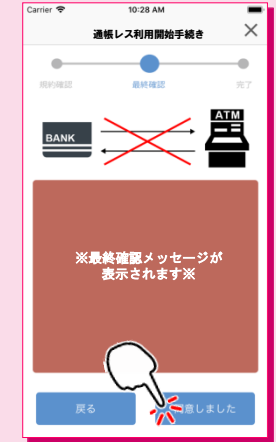 Carrier 10:28 AM
通帳レス利用開始手続き
規約確認 最終確認 完了
BANK ATM
※最終確認メッセージが
表示されます※
戻る 意しました